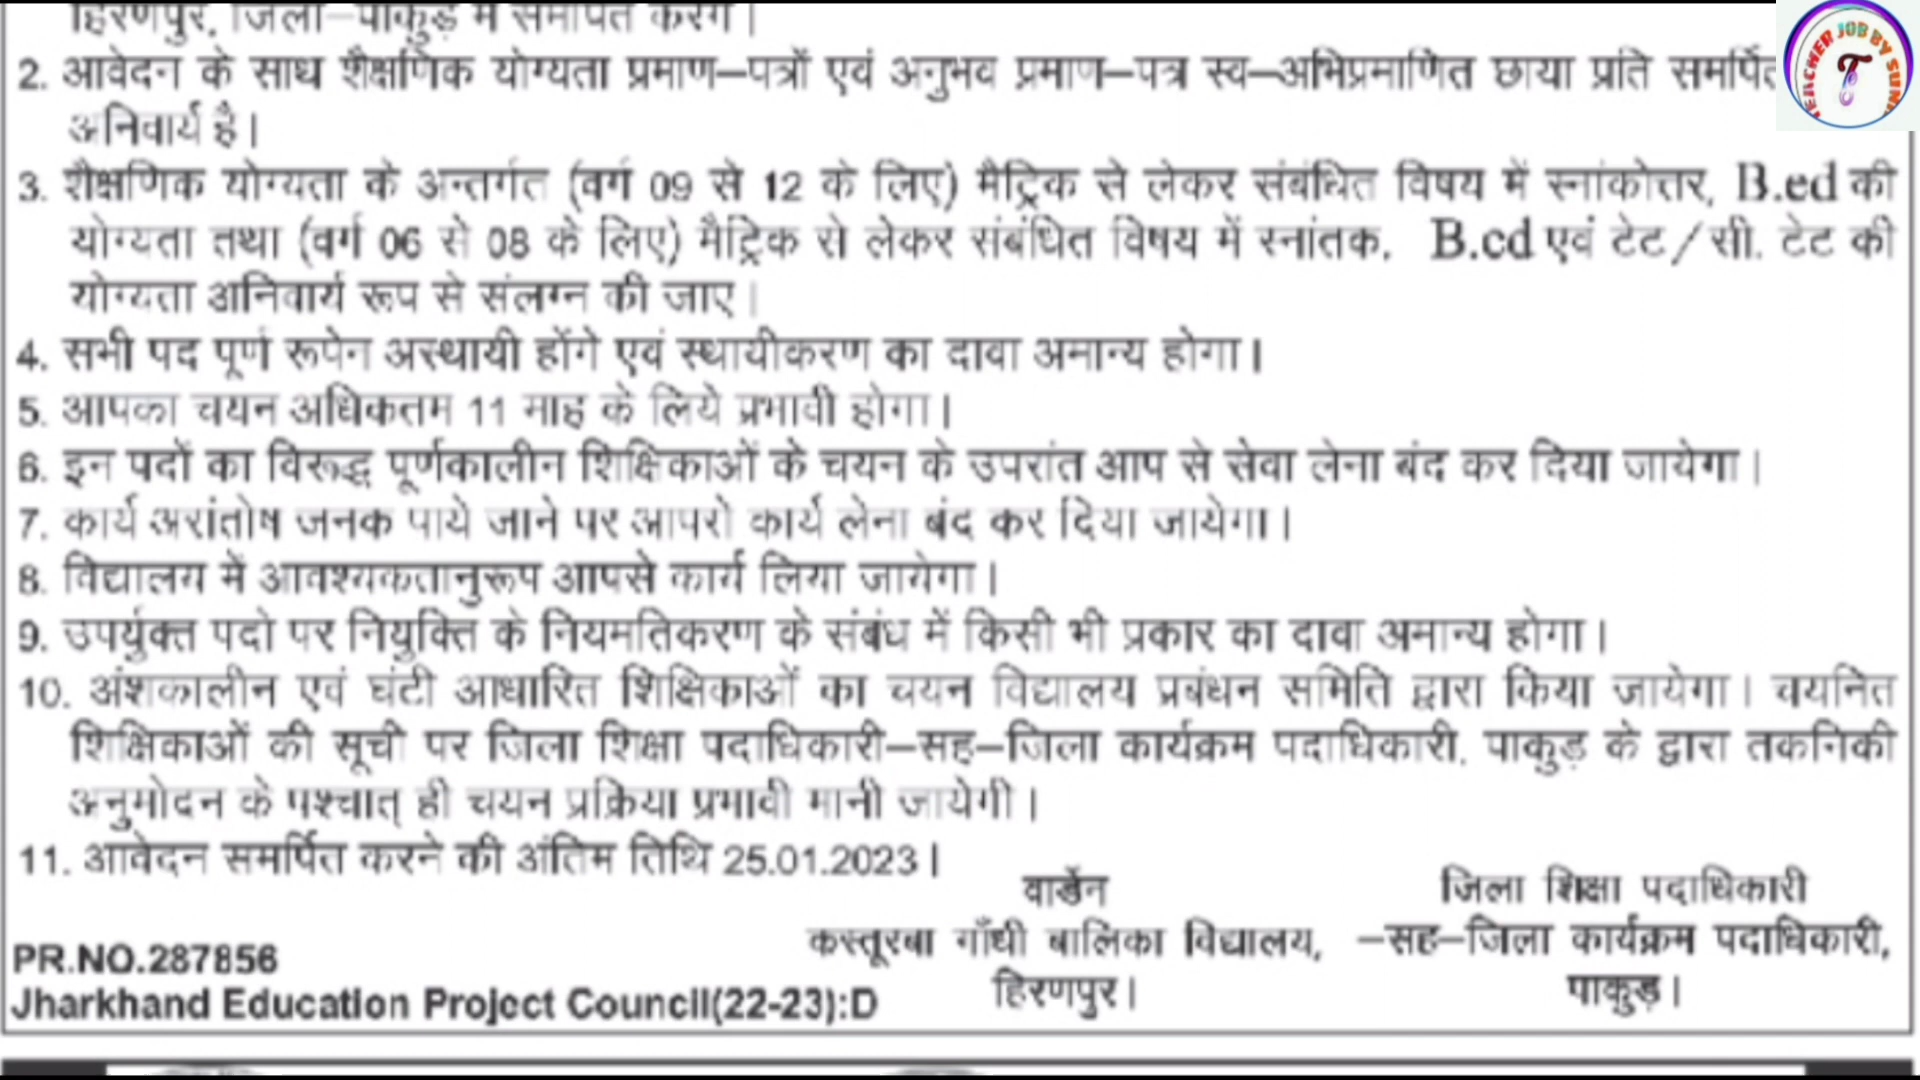 हिरणपुर, जिला–पाकुड़ में समर्पित करेंगे।
2. आवेदन के साथ शैक्षणिक योग्यता प्रमाण–पत्रों एवं अनुभव प्रमाण–पत्र स्व–अभिप्रमाणित छाया प्रति समर्पित
अनिवार्य है।
3. शैक्षणिक योग्यता के अन्तर्गत (वर्ग 09 से 12 के लिए) मैट्रिक से लेकर संबंधित विषय में स्नांकोत्तर, B.ed की
योग्यता तथा (वर्ग 06 से 08 के लिए) मैट्रिक से लेकर संबंधित विषय में स्नांतक, B.ed एवं टेट/सी. टेट की
योग्यता अनिवार्य रूप से संलग्न की जाए।
4. सभी पद पूर्ण रूपेन अस्थायी होंगे एवं स्थायीकरण का दावा अमान्य होगा।
5. आपका चयन अधिकतम 11 माह के लिये प्रभावी होगा।
6. इन पदों का विरूद्ध पूर्णकालीन शिक्षिकाओं के चयन के उपरांत आप से सेवा लेना बंद कर दिया जायेगा।
7. कार्य असंतोष जनक पाये जाने पर आपसे कार्य लेना बंद कर दिया जायेगा।
8. विद्यालय में आवश्यकतानुरूप आपसे कार्य लिया जायेगा।
9. उपर्युक्त पदो पर नियुक्ति के नियमतिकरण के संबंध में किसी भी प्रकार का दावा अमान्य होगा।
10. अंशकालीन एवं घंटी आधारित शिक्षिकाओं का चयन विद्यालय प्रबंधन समिति द्वारा किया जायेगा। चयनित
शिक्षिकाओं की सूची पर जिला शिक्षा पदाधिकारी–सह–जिला कार्यक्रम पदाधिकारी, पाकुड़ के द्वारा तकनिकी
अनुमोदन के पश्चात् ही चयन प्रक्रिया प्रभावी मानी जायेगी।
11. आवेदन समर्पित करने की अंतिम तिथि 25.01.2023।
वार्डेन
कस्तूरबा गाँधी बालिका विद्यालय,
हिरणपुर।
जिला शिक्षा पदाधिकारी
–सह–जिला कार्यक्रम पदाधिकारी,
पाकुड़।
PR.NO.287856
Jharkhand Education Project Council(22-23):D
TEACHER JOB BY SUNI